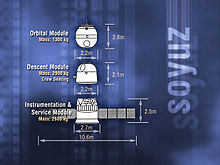 Orbital Module
Mass: 1300 kg
2.6m
2.2m
Descent Module
Mass: 2900 kg
Crew Seating
2.1m
2.2m
Instrumentation &
Service Module
Mass: 2600 kg
2.5m
2.7m
10.6m
soyuz